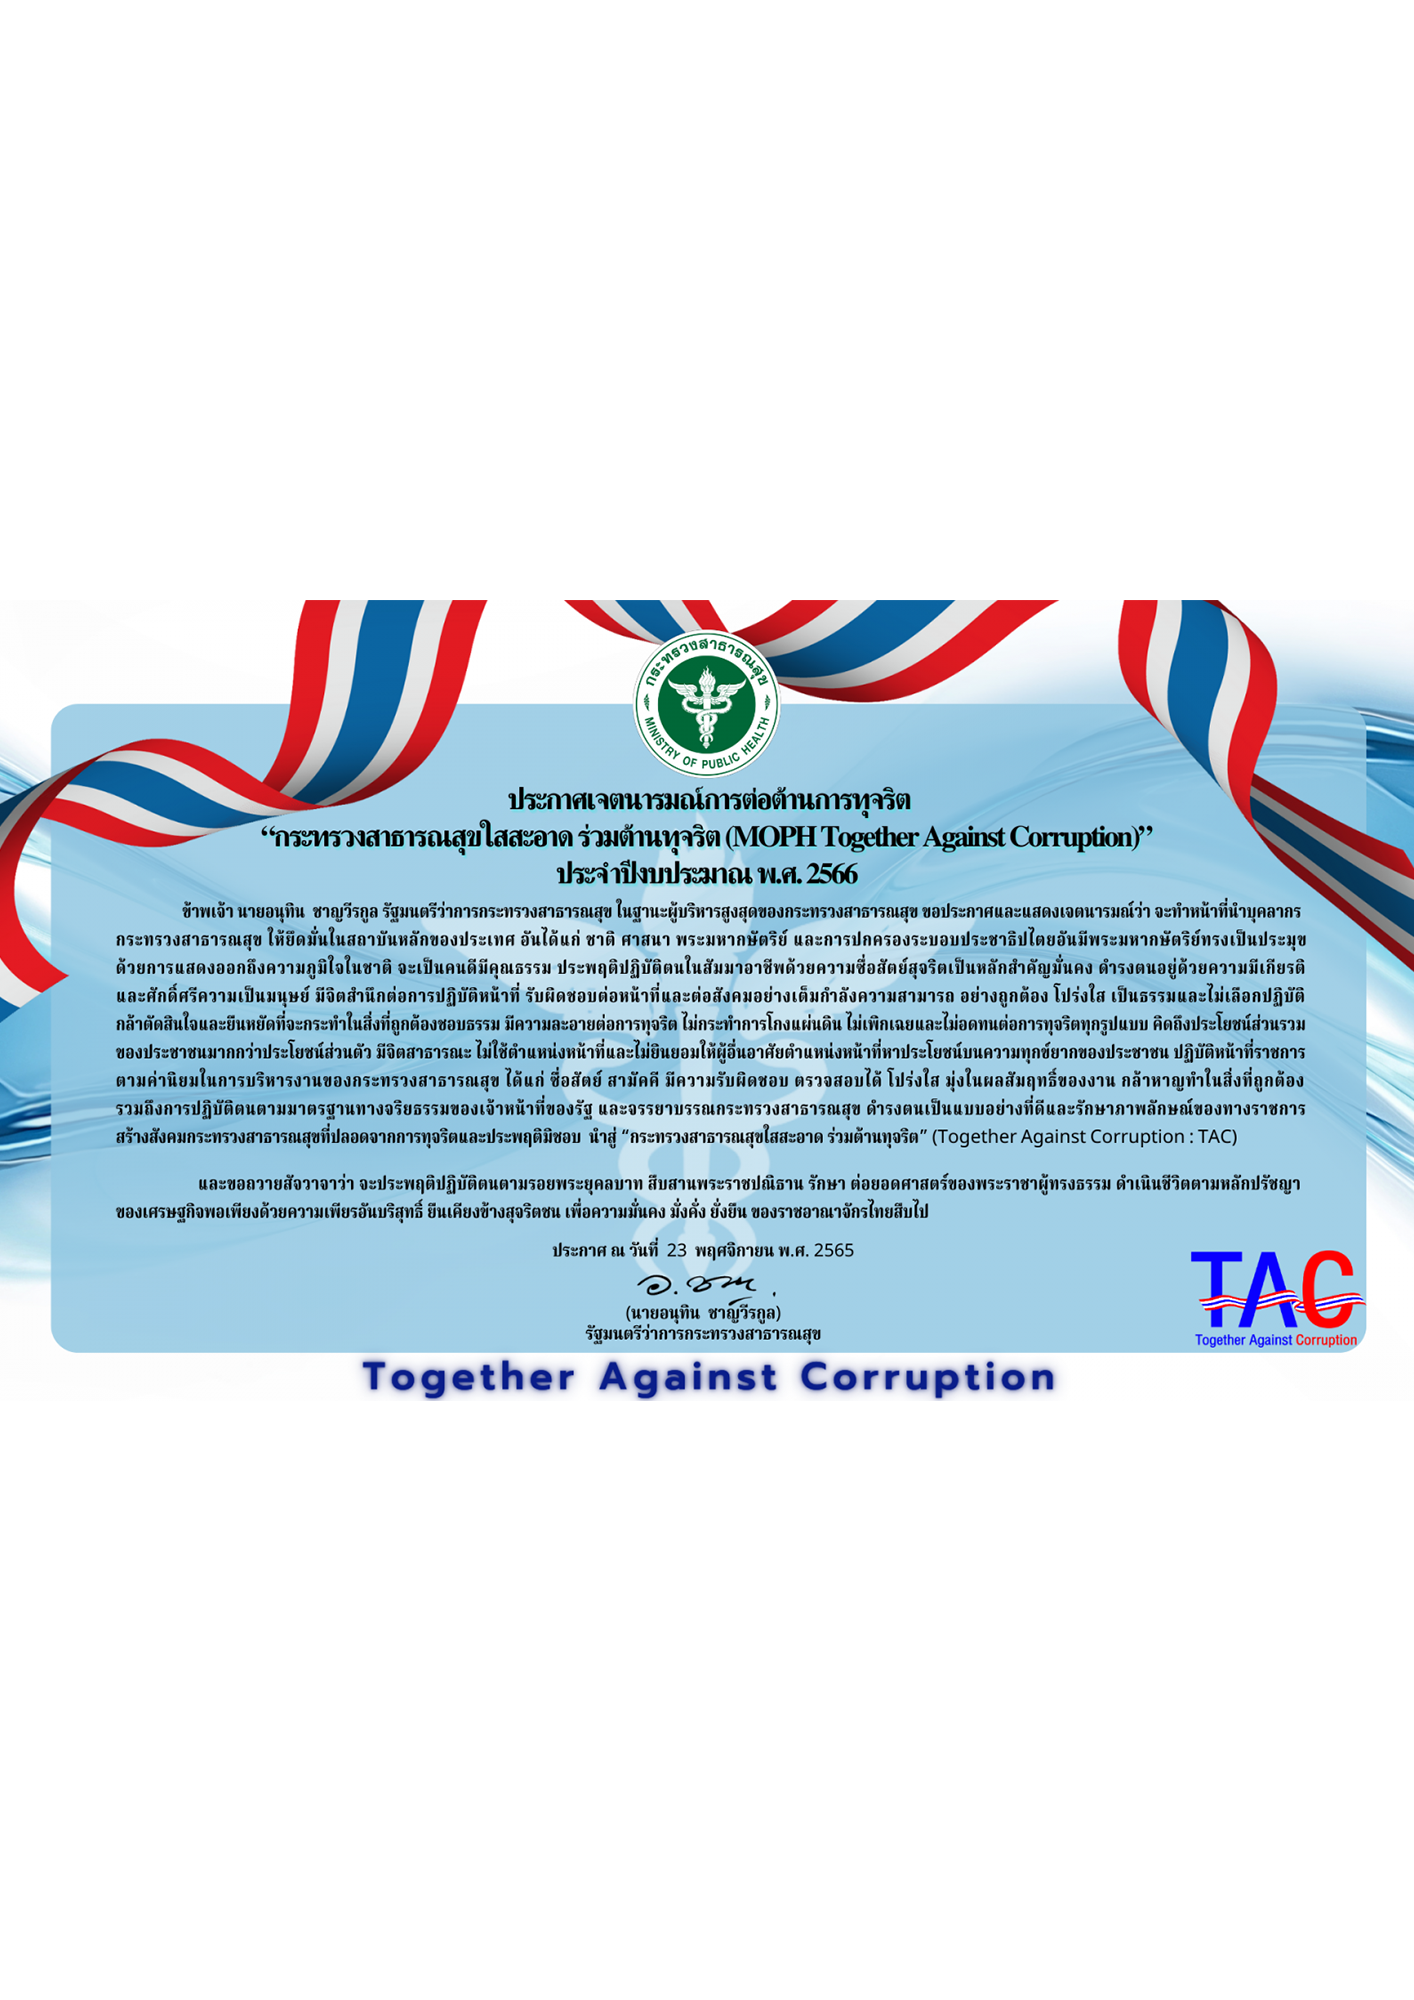 กระทรวงสาธารณสุข
MINISTRY OF PUBLIC HEALTH
ประกาศเจตนารมณ์การต่อต้านการทุจริต
“กระทรวงสาธารณสุขใสสะอาด ร่วมต้านทุจริต (MOPH Together Against Corruption)”
ประจำปีงบประมาณ พ.ศ. 2566
ข้าพเจ้า นายอนุทิน ชาญวีรกูล รัฐมนตรีว่าการกระทรวงสาธารณสุข ในฐานะผู้บริหารสูงสุดของกระทรวงสาธารณสุข ขอประกาศและแสดงเจตนารมณ์ว่า จะทำหน้าที่นำบุคลากร
กระทรวงสาธารณสุข ให้ยึดมั่นในสถาบันหลักของประเทศ อันได้แก่ ชาติ ศาสนา พระมหากษัตริย์ และการปกครองระบอบประชาธิปไตยอันมีพระมหากษัตริย์ทรงเป็นประมุข
ด้วยการแสดงออกถึงความภูมิใจในชาติ จะเป็นคนดีมีคุณธรรม ประพฤติปฏิบัติตนในสัมมาอาชีพด้วยความซื่อสัตย์สุจริตเป็นหลักสำคัญมั่นคง ดำรงตนอยู่ด้วยความมีเกียรติ
และศักดิ์ศรีความเป็นมนุษย์ มีจิตสำนึกต่อการปฏิบัติหน้าที่ รับผิดชอบต่อหน้าที่และต่อสังคมอย่างเต็มกำลังความสามารถ อย่างถูกต้อง โปร่งใส เป็นธรรมและไม่เลือกปฏิบัติ
กล้าตัดสินใจและยืนหยัดที่จะกระทำในสิ่งที่ถูกต้องชอบธรรม มีความละอายต่อการทุจริต ไม่กระทำการโกงแผ่นดิน ไม่เพิกเฉยและไม่อดทนต่อการทุจริตทุกรูปแบบ คิดถึงประโยชน์ส่วนรวม
ของประชาชนมากกว่าประโยชน์ส่วนตัว มีจิตสาธารณะ ไม่ใช้ตำแหน่งหน้าที่และไม่ยินยอมให้ผู้อื่นอาศัยตำแหน่งหน้าที่หาประโยชน์บนความทุกข์ยากของประชาชน ปฏิบัติหน้าที่ราชการ
ตามค่านิยมในการบริหารงานของกระทรวงสาธารณสุข ได้แก่ ซื่อสัตย์ สามัคคี มีความรับผิดชอบ ตรวจสอบได้ โปร่งใส มุ่งในผลสัมฤทธิ์ของงาน กล้าหาญทำในสิ่งที่ถูกต้อง
รวมถึงการปฏิบัติตนตามมาตรฐานทางจริยธรรมของเจ้าหน้าที่ของรัฐ และจรรยาบรรณกระทรวงสาธารณสุข ดำรงตนเป็นแบบอย่างที่ดีและรักษาภาพลักษณ์ของทางราชการ
สร้างสังคมกระทรวงสาธารณสุขที่ปลอดจากการทุจริตและประพฤติมิชอบ นำสู่ “กระทรวงสาธารณสุขใสสะอาด ร่วมต้านทุจริต” (Together Against Corruption : TAC)
และขอถวายสัจวาจาว่า จะประพฤติปฏิบัติตนตามรอยพระยุคลบาท สืบสานพระราชปณิธาน รักษา ต่อยอดศาสตร์ของพระราชาผู้ทรงธรรม ดำเนินชีวิตตามหลักปรัชญา
ของเศรษฐกิจพอเพียงด้วยความเพียรอันบริสุทธิ์ ยืนเคียงข้างสุจริตชน เพื่อความมั่นคง มั่งคั่ง ยั่งยืน ของราชอาณาจักรไทยสืบไป
ประกาศ ณ วันที่ 23 พฤศจิกายน พ.ศ. 2565
(นายอนุทิน ชาญวีรกูล)
รัฐมนตรีว่าการกระทรวงสาธารณสุข
TAC
Together Against Corruption
Together Against Corruption